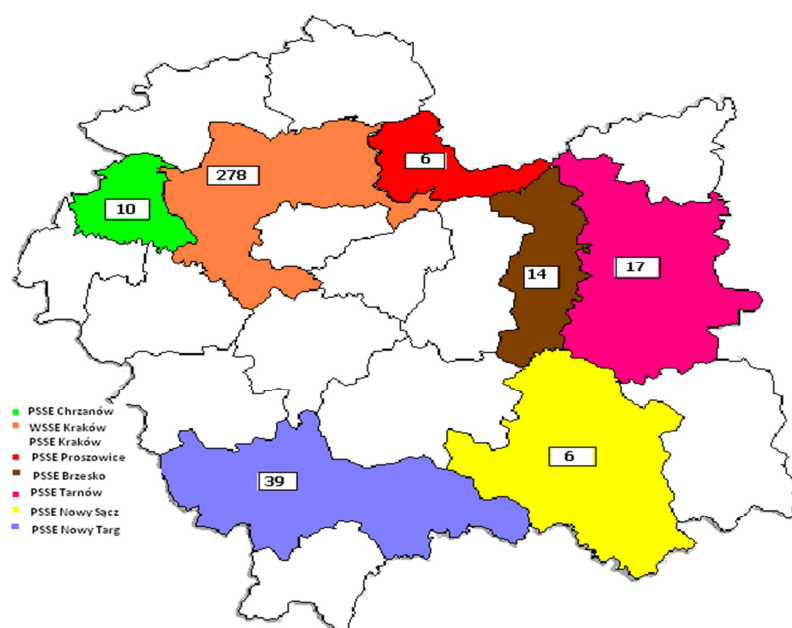 6
278
10
14
17
PSSE Chrzanów
WSSE Kraków
PSSE Kraków
PSSE Proszowice
PSSE Brzesko
PSSE Tarnów
PSSE Nowy Sącz
PSSE Nowy Targ
39
6